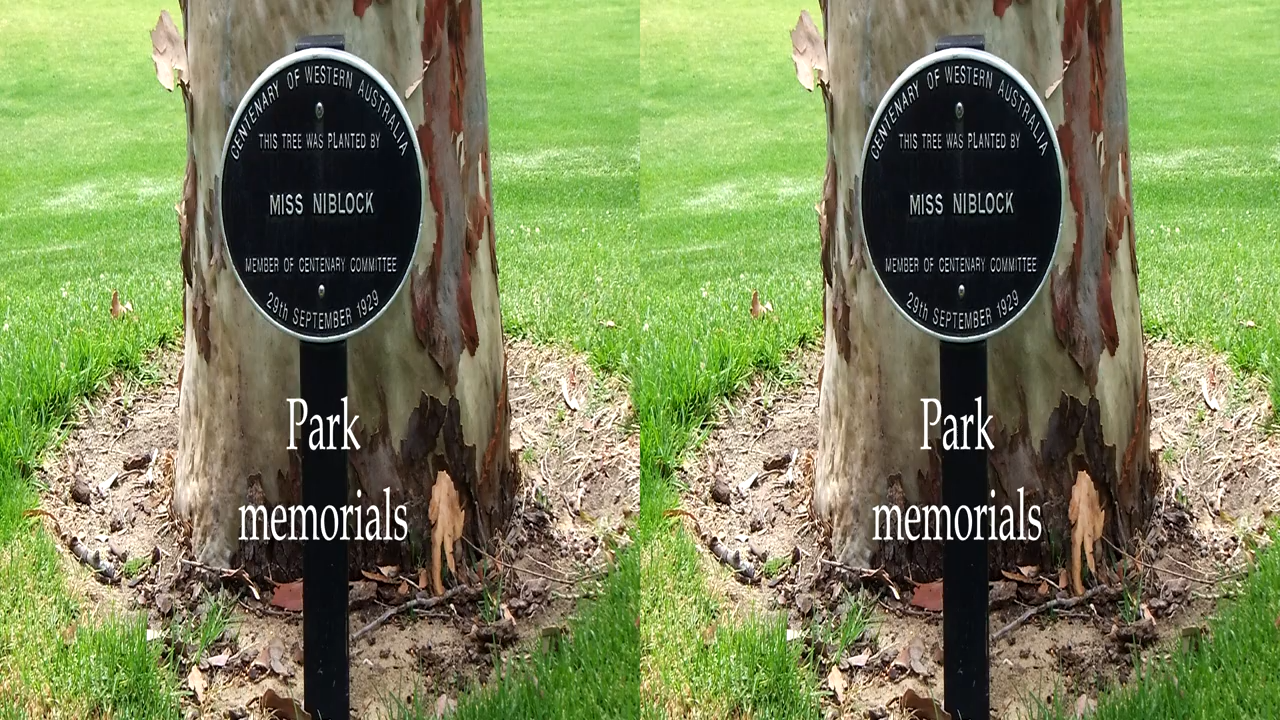 CENTENARY OF WESTERN AUSTRALIA
THIS TREE WAS PLANTED BY
MISS NIBLOCK
MEMBER OF CENTENARY COMMITTEE
29th SEPTEMBER 1929
Park
memorials
CENTENARY OF WESTERN AUSTRALIA
THIS TREE WAS PLANTED BY
MISS NIBLOCK
MEMBER OF CENTENARY COMMITTEE
29th SEPTEMBER 1929
Park
memorials